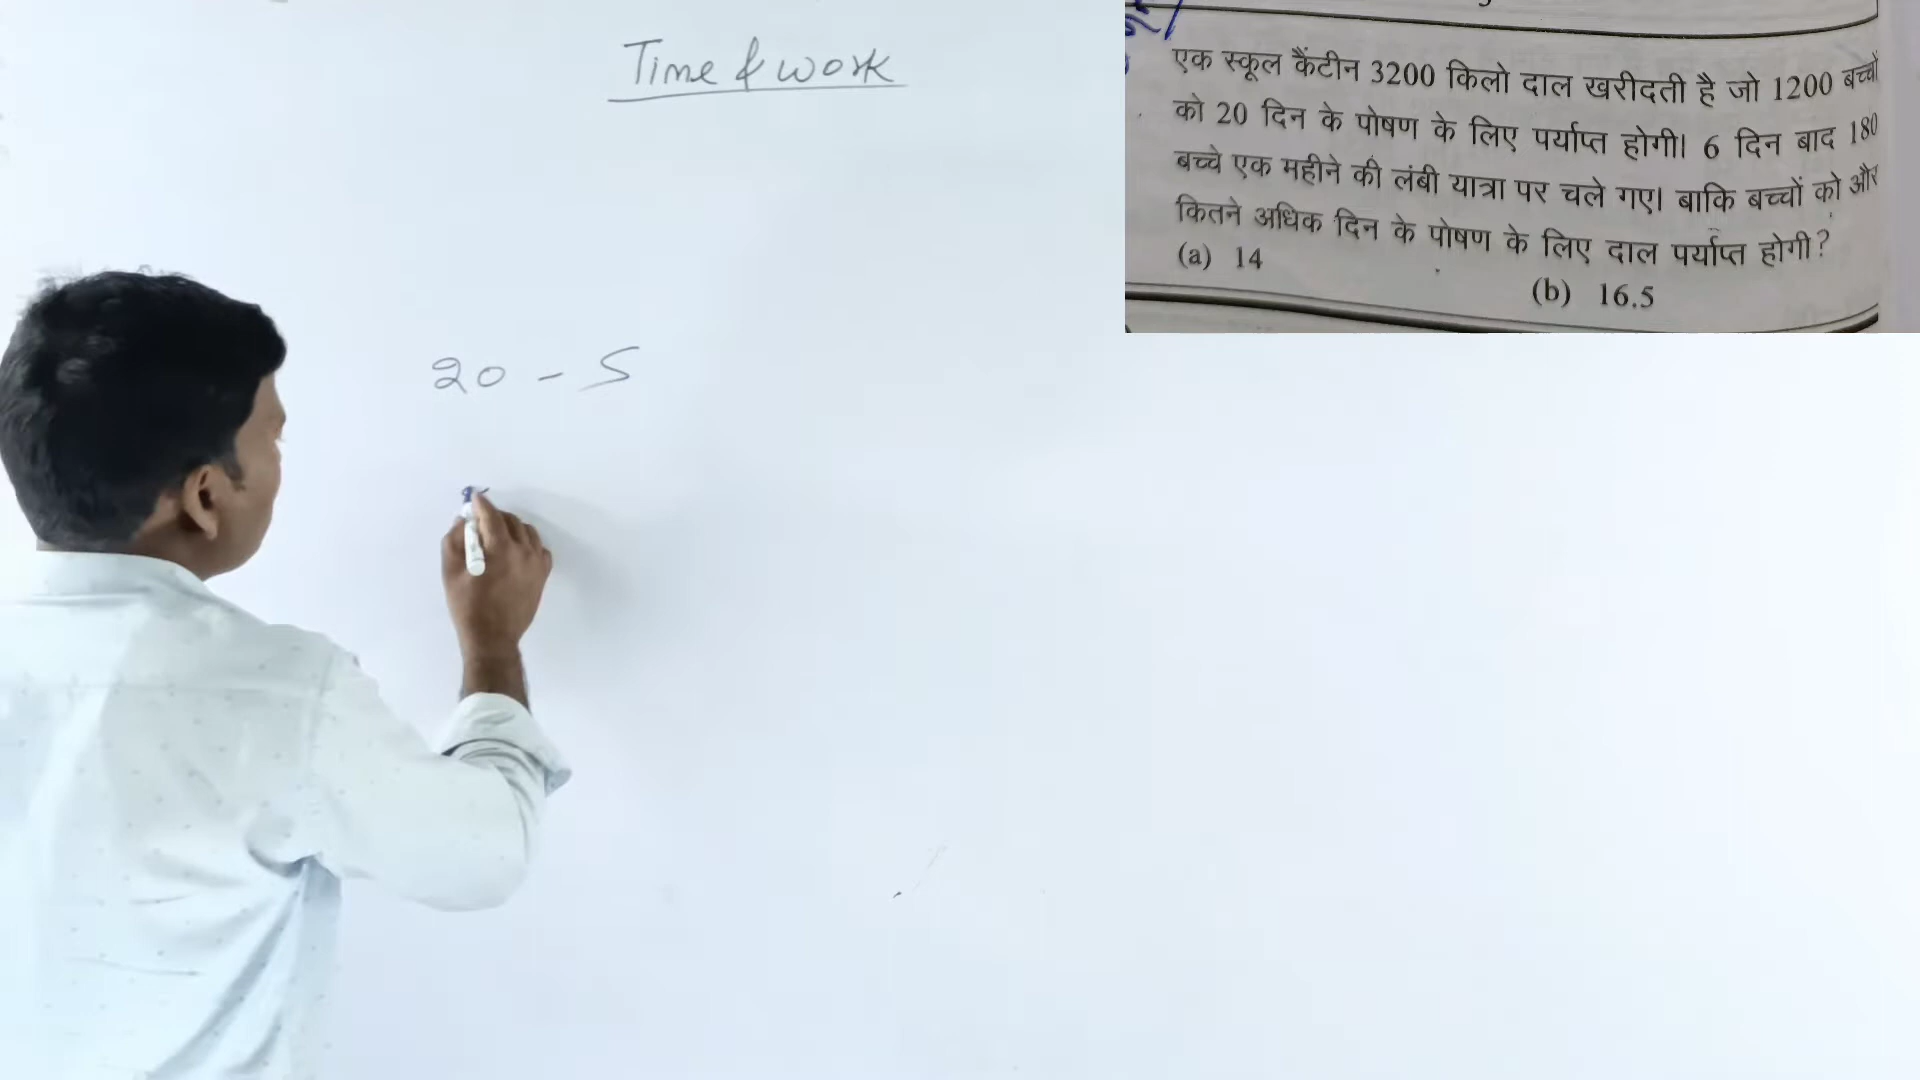 Time & work
एक स्कूल कैंटीन 3200 किलो दाल खरीदती है जो 1200 बच्चों
को 20 दिन के पोषण के लिए पर्याप्त होगी। 6 दिन बाद 180
बच्चे एक महीने की लंबी यात्रा पर चले गए। बाकि बच्चों को और
कितने अधिक दिन के पोषण के लिए दाल पर्याप्त होगी?
(a) 14
(b) 16.5
20 - 5